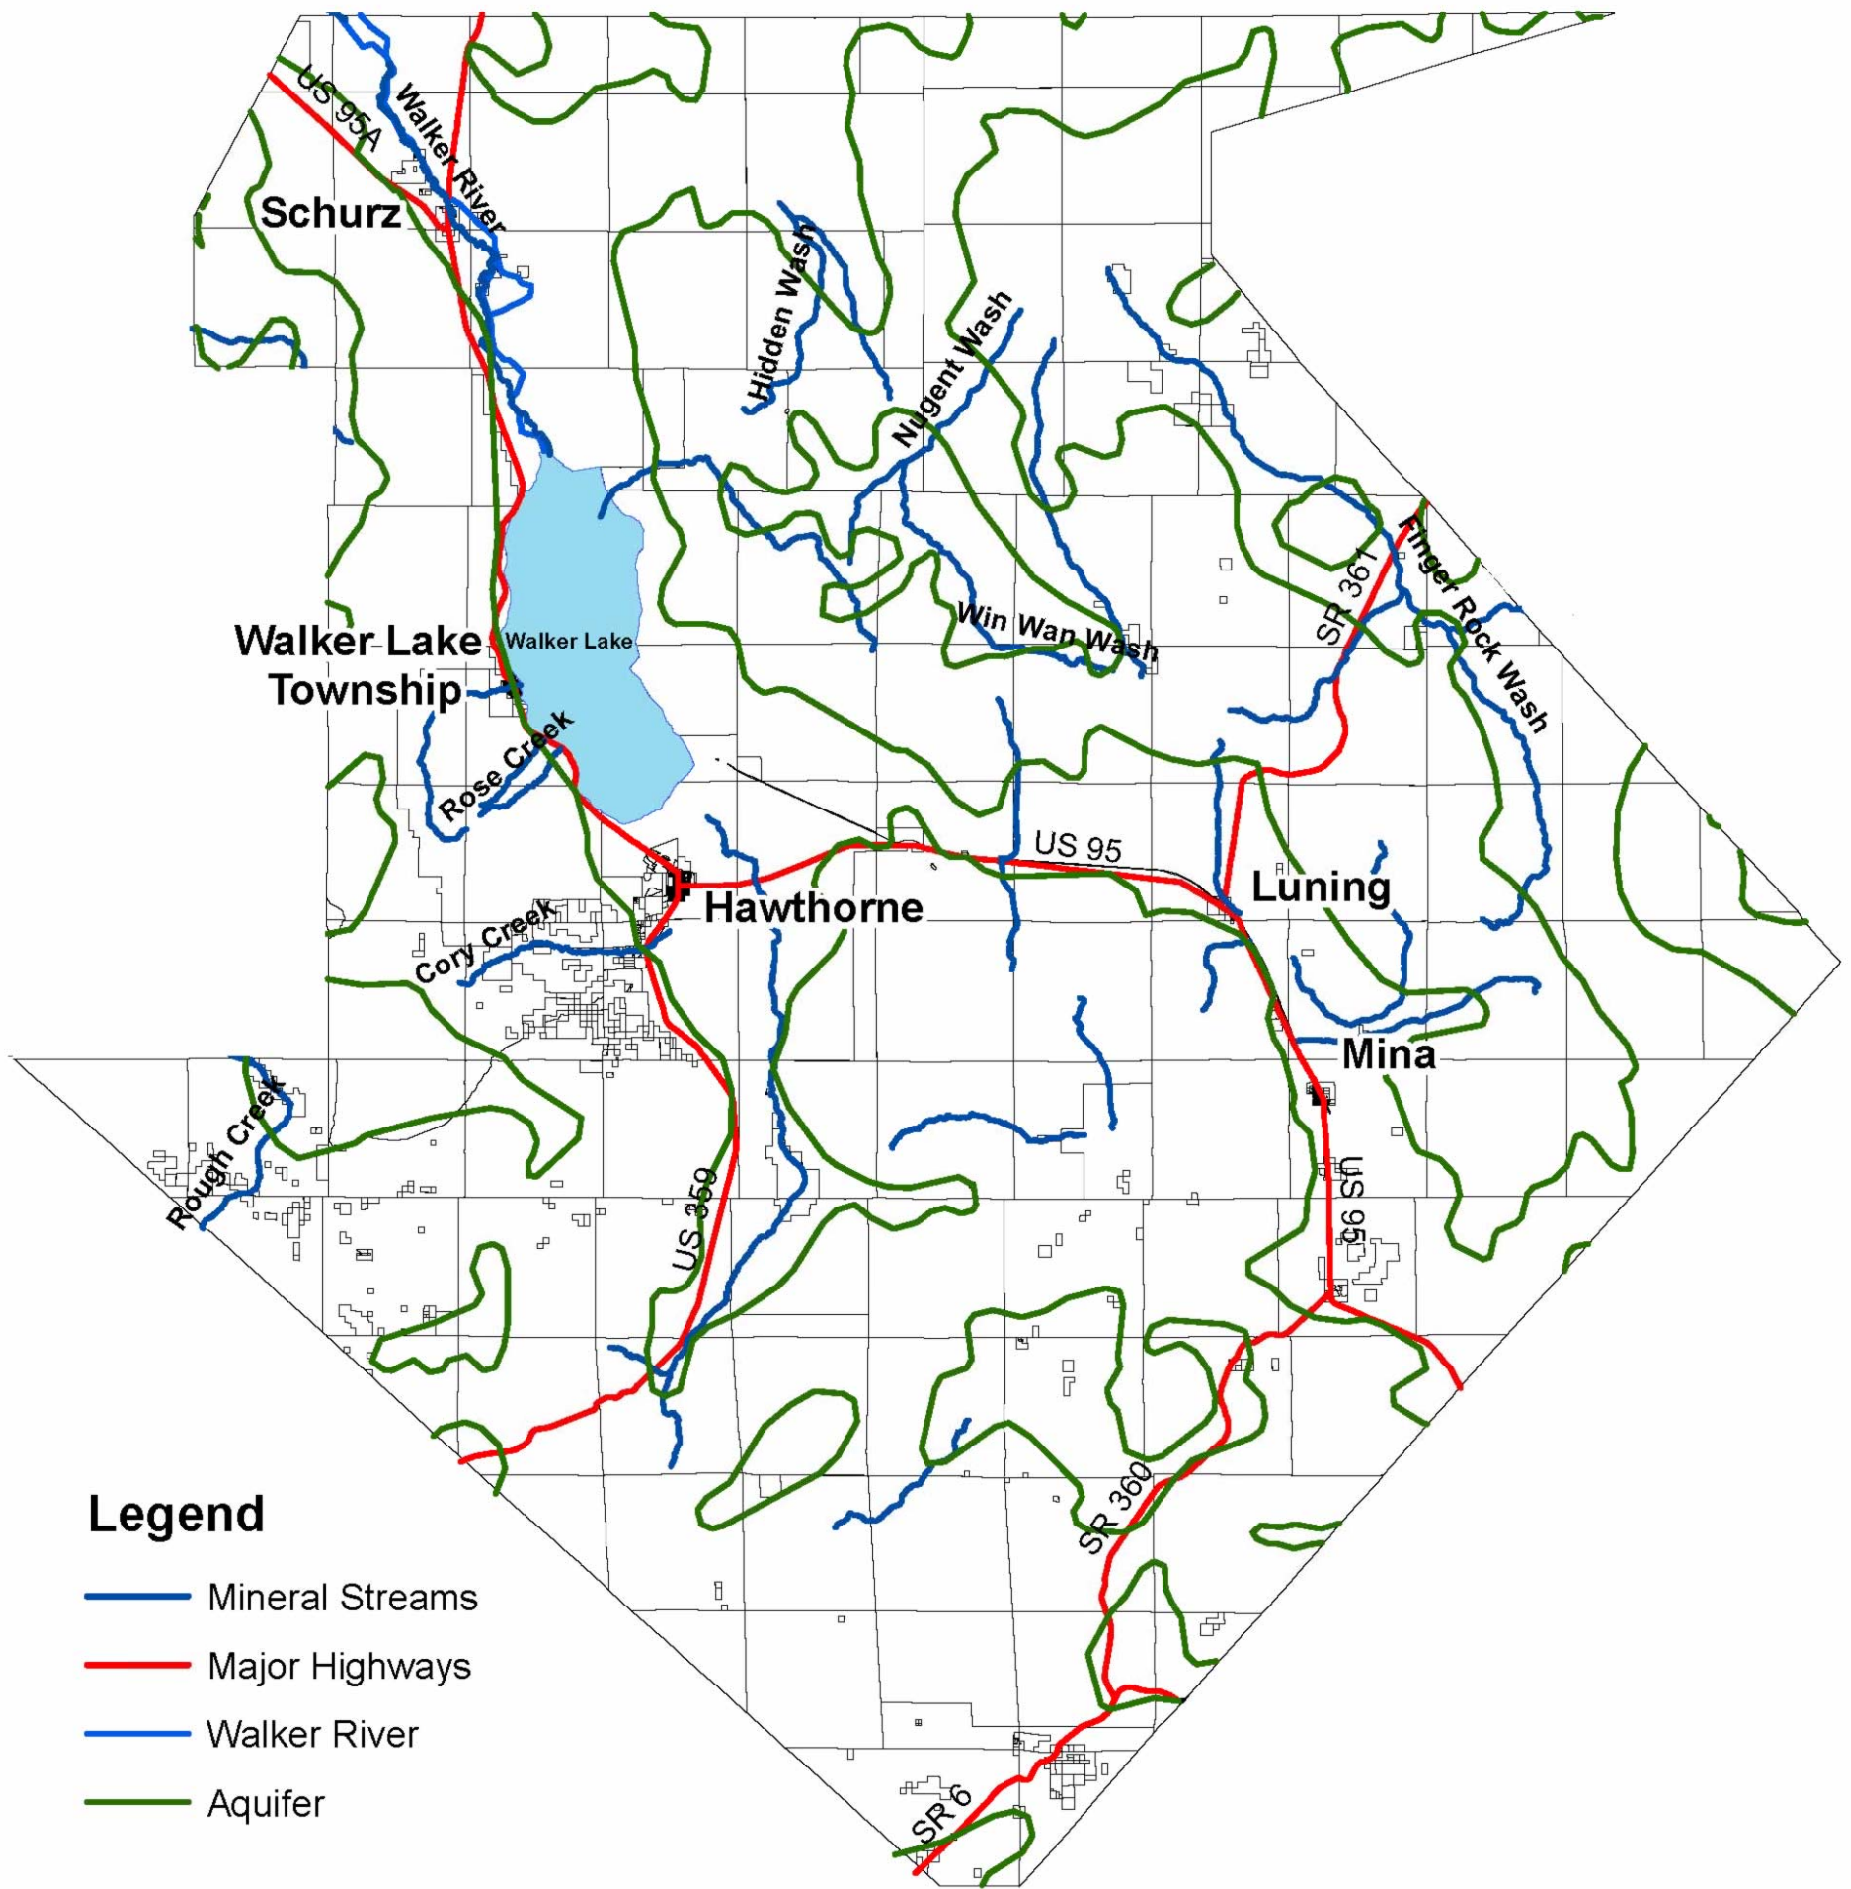 US 95A
Walker River
Schurz
Hidden Wash
Nugent Wash
Finger Rock Wash
SR 361
Win Wan Wash
Walker Lake
Township
Walker Lake
Rose Creek
US 95
Luning
Hawthorne
Cory Creek
Mina
Rough Creek
US 359
US 95
SR 360
SR 6
Legend
Mineral Streams
Major Highways
Walker River
Aquifer